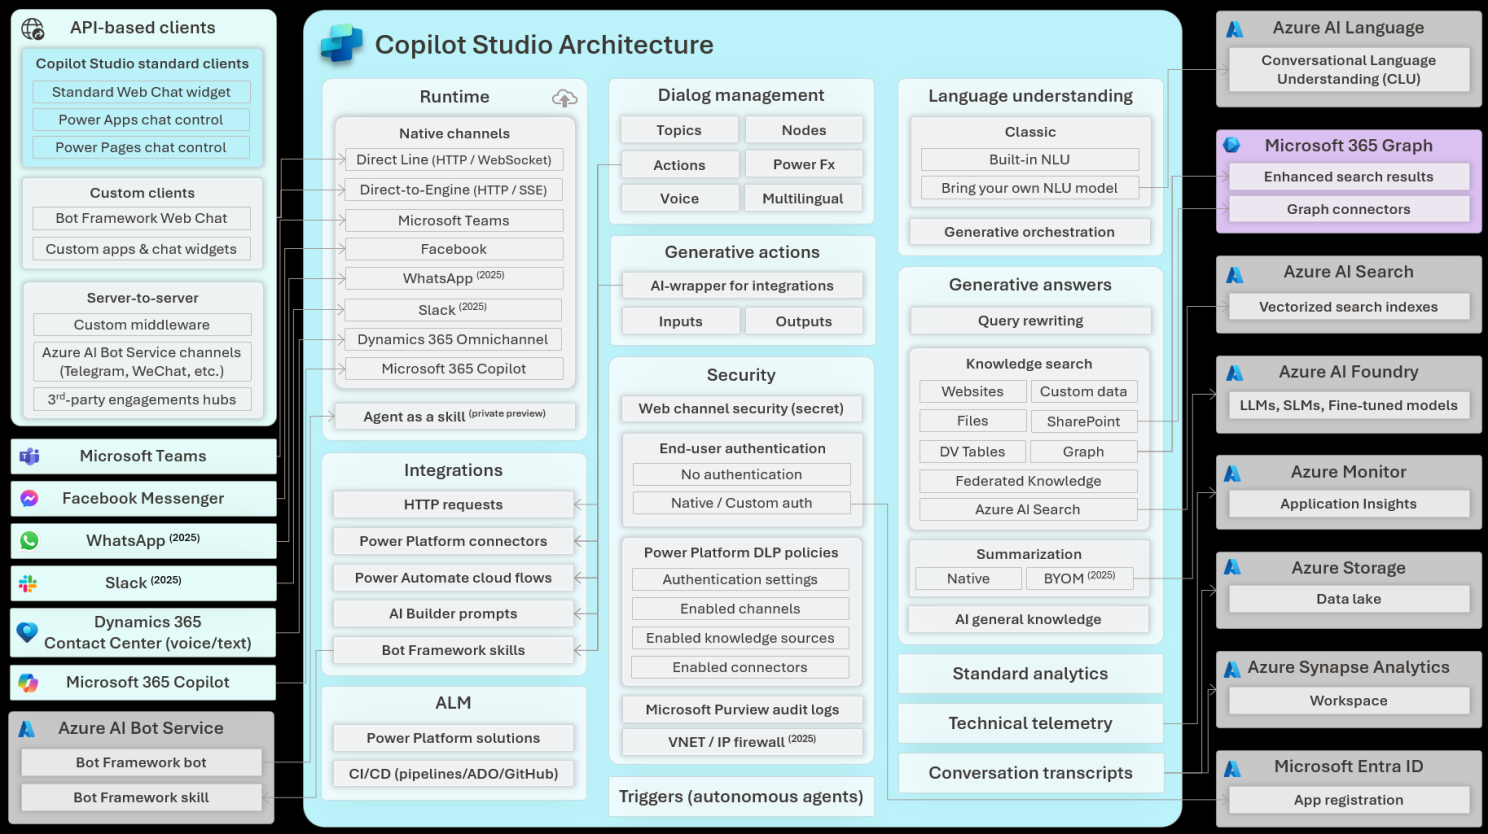 API-based clients
Copilot Studio standard clients
Standard Web Chat widget
Power Apps chat control
Power Pages chat control
Custom clients
Bot Framework Web Chat
Custom apps & chat widgets
Server-to-server
Custom middleware
Azure AI Bot Service channels
(Telegram, WeChat, etc.)
3rd-party engagements hubs
Microsoft Teams
Facebook Messenger
WhatsApp (2025)
Slack (2025)
Dynamics 365
Contact Center (voice/text)
Microsoft 365 Copilot
Azure AI Bot Service
Bot Framework bot
Bot Framework skill
Copilot Studio Architecture
Runtime
Native channels
Direct Line (HTTP / WebSocket)
Direct-to-Engine (HTTP / SSE)
Microsoft Teams
Facebook
WhatsApp (2025)
Slack (2025)
Dynamics 365 Omnichannel
Microsoft 365 Copilot
Agent as a skill (private preview)
Integrations
HTTP requests
Power Platform connectors
Power Automate cloud flows
AI Builder prompts
Bot Framework skills
ALM
Power Platform solutions
CI/CD (pipelines/ADO/GitHub)
Dialog management
Topics
Nodes
Actions
Power Fx
Voice
Multilingual
Generative actions
AI-wrapper for integrations
Inputs
Outputs
Security
Web channel security (secret)
End-user authentication
No authentication
Native / Custom auth
Power Platform DLP policies
Authentication settings
Enabled channels
Enabled knowledge sources
Enabled connectors
Microsoft Purview audit logs
VNET / IP firewall (2025)
Triggers (autonomous agents)
Language understanding
Classic
Built-in NLU
Bring your own NLU model
Generative orchestration
Generative answers
Query rewriting
Knowledge search
Websites
Custom data
Files
SharePoint
DV Tables
Graph
Federated Knowledge
Azure AI Search
Summarization
Native
BYOM (2025)
AI general knowledge
Standard analytics
Technical telemetry
Conversation transcripts
Azure AI Language
Conversational Language
Understanding (CLU)
Microsoft 365 Graph
Enhanced search results
Graph connectors
Azure AI Search
Vectorized search indexes
Azure AI Foundry
LLMs, SLMs, Fine-tuned models
Azure Monitor
Application Insights
Azure Storage
Data lake
Azure Synapse Analytics
Workspace
Microsoft Entra ID
App registration